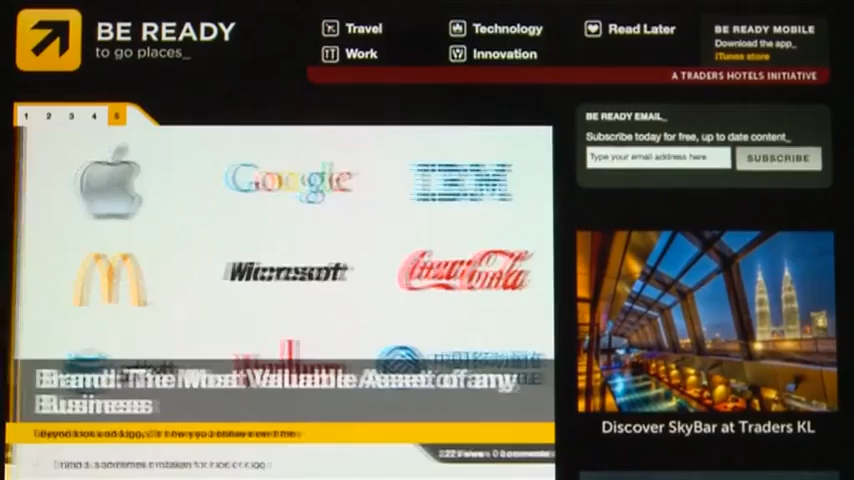 BE READY
to go places_
Travel
Technology
Read Later
Work
Innovation
BE READY MOBILE
Download the app_
iTunes store
A TRADERS HOTELS INITIATIVE
1 2 3 4 5
BE READY EMAIL_
Subscribe today for free, up to date content_
Type your email address here
SUBSCRIBE
Google
IBM
Microsoft
Coca-Cola
Brand: The Most Valuable Asset of any
Business
Discover SkyBar at Traders KL